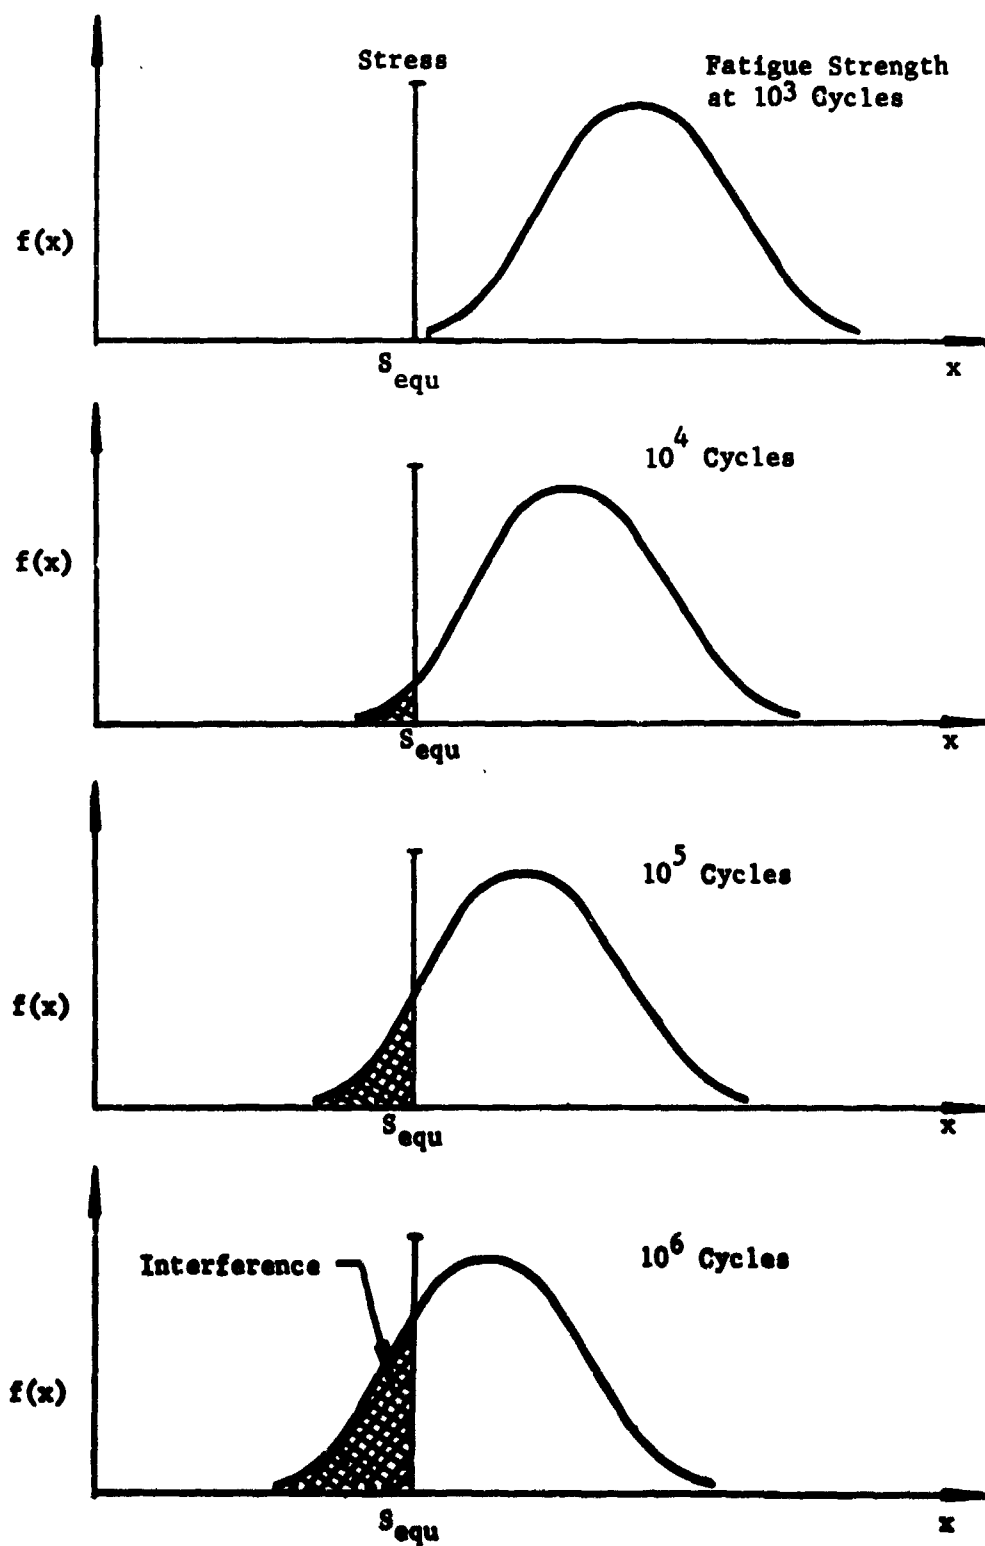 Stress
Fatigue Strength
at 10³ Cycles
f(x)
S_equ
x
10⁴ Cycles
f(x)
S_equ
x
10⁵ Cycles
f(x)
S_equ
x
Interference
10⁶ Cycles
f(x)
S_equ
x